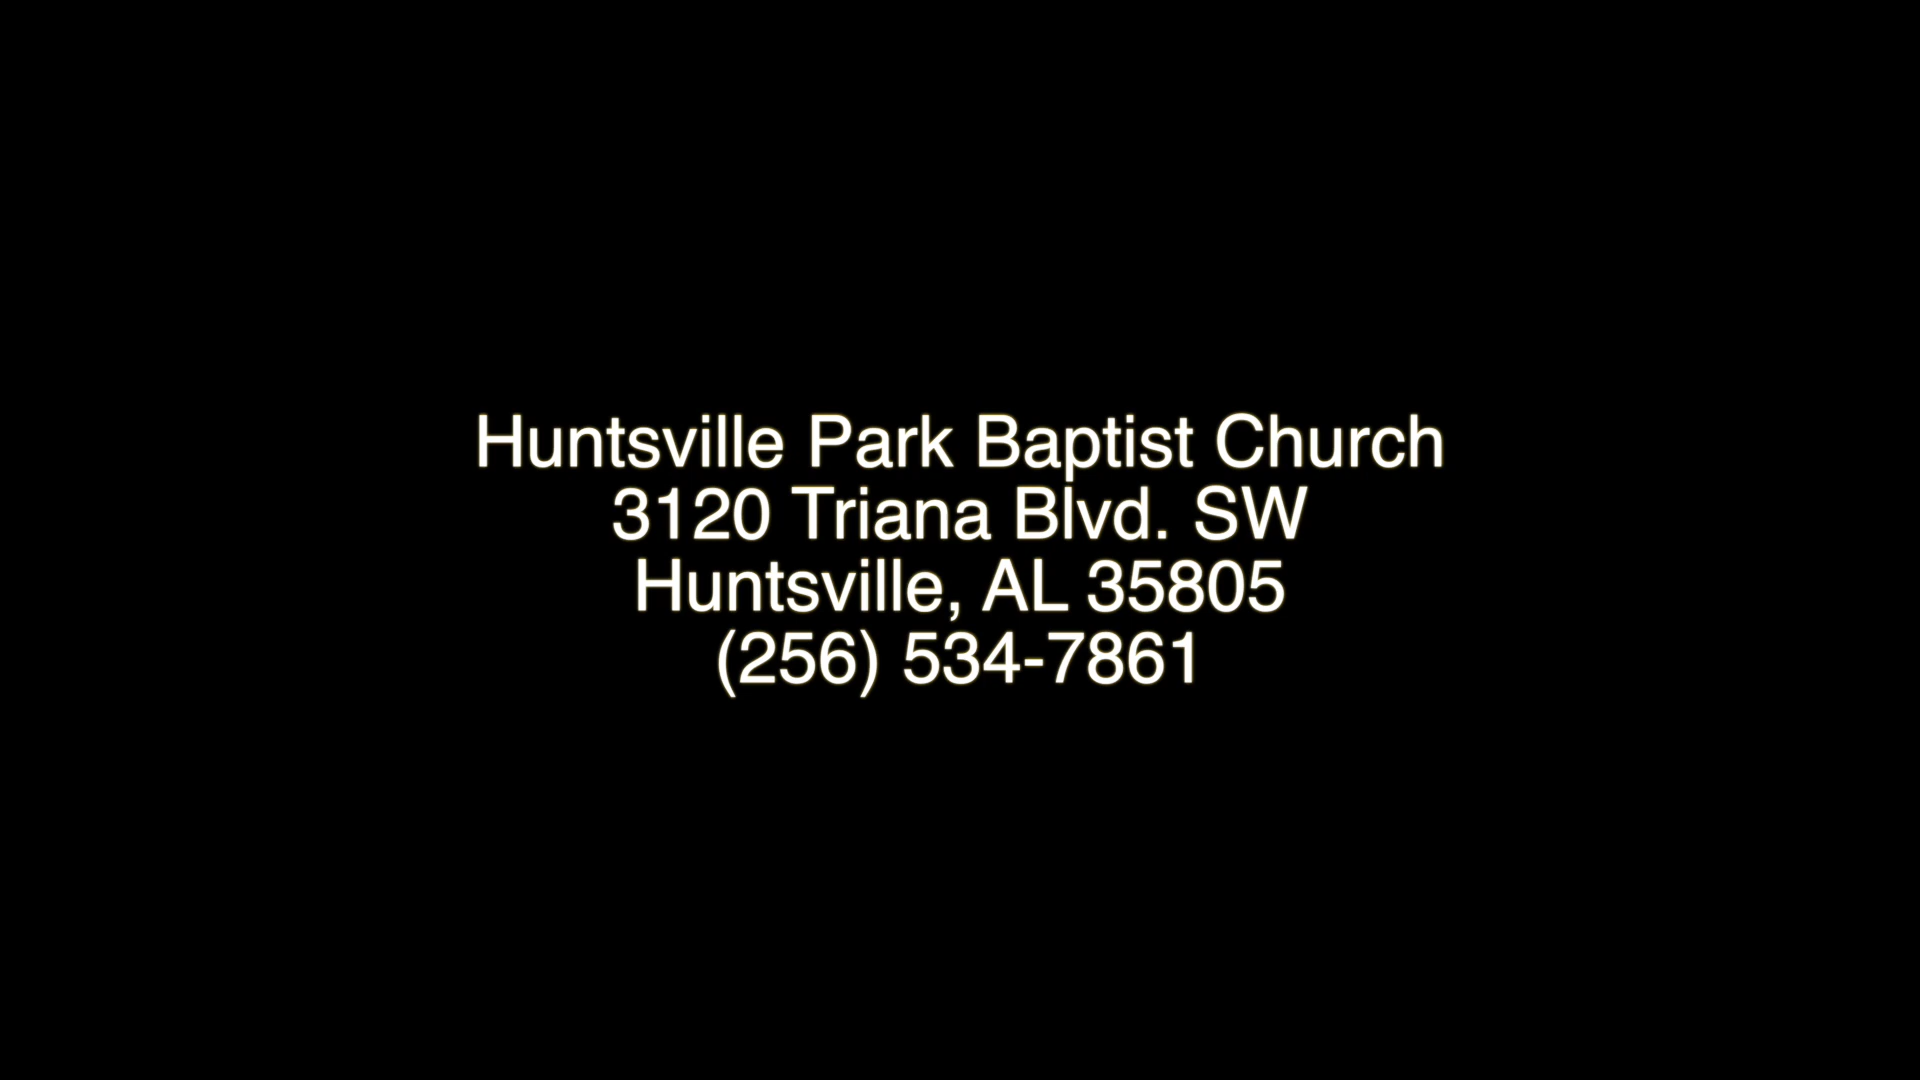 Huntsville Park Baptist Church
3120 Triana Blvd. SW
Huntsville, AL 35805
(256) 534-7861